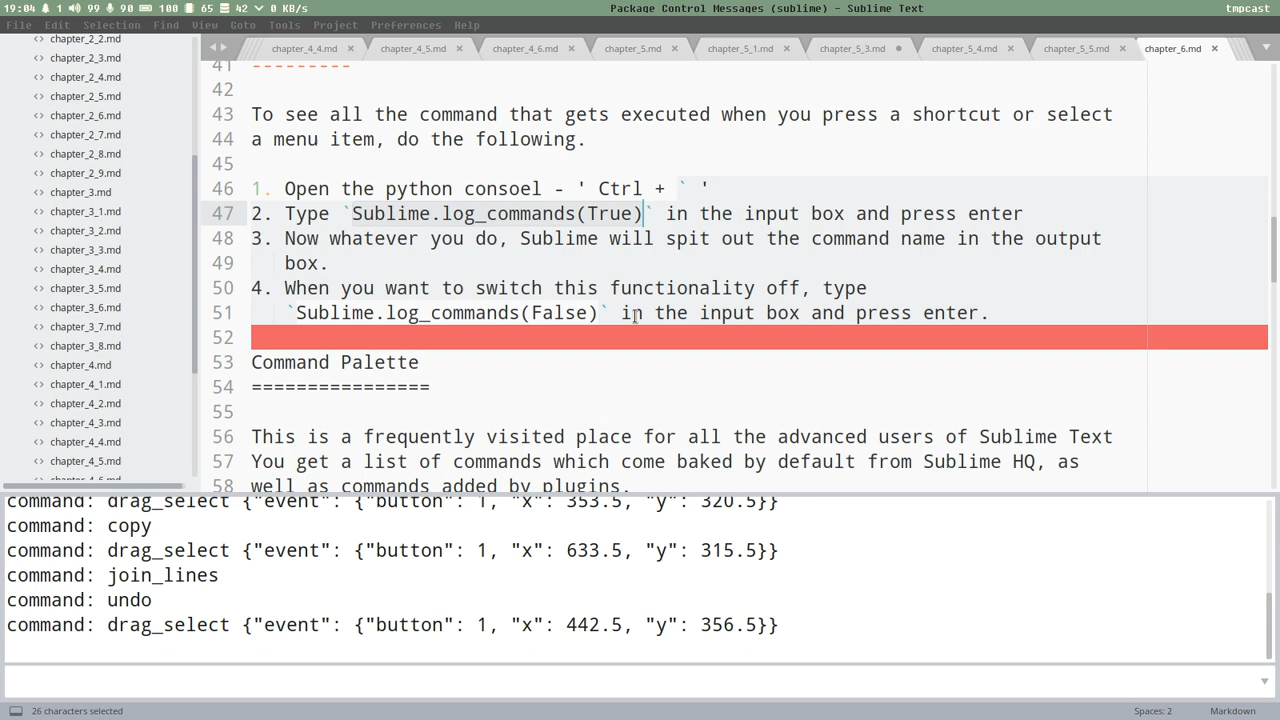 19:04 1 99 90 100 65 42 0 KB/s Package Control Messages (sublime) - Sublime Text tmpcast
File Edit Selection Find View Goto Tools Project Preferences Help
chapter_4_4.md chapter_4_5.md chapter_4_6.md chapter_5.md chapter_5_1.md chapter_5_3.md chapter_5_4.md chapter_5_5.md chapter_6.md
chapter_2_2.md
chapter_2_3.md
chapter_2_4.md
chapter_2_5.md
chapter_2_6.md
chapter_2_7.md
chapter_2_8.md
chapter_2_9.md
chapter_3.md
chapter_3_1.md
chapter_3_2.md
chapter_3_3.md
chapter_3_4.md
chapter_3_5.md
chapter_3_6.md
chapter_3_7.md
chapter_3_8.md
chapter_4.md
chapter_4_1.md
chapter_4_2.md
chapter_4_3.md
chapter_4_4.md
chapter_4_5.md
chapter_4_6.md
41 ---------
42
43 To see all the command that gets executed when you press a shortcut or select
44 a menu item, do the following.
45
46 1. Open the python consoel - ' Ctrl + ` '
47 2. Type `Sublime.log_commands(True)` in the input box and press enter
48 3. Now whatever you do, Sublime will spit out the command name in the output
49 box.
50 4. When you want to switch this functionality off, type
51 `Sublime.log_commands(False)` in the input box and press enter.
52
53 Command Palette
54 ================
55
56 This is a frequently visited place for all the advanced users of Sublime Text
57 You get a list of commands which come baked by default from Sublime HQ, as
58 well as commands added by plugins.
command: drag_select {"event": {"button": 1, "x": 353.5, "y": 320.5}}
command: copy
command: drag_select {"event": {"button": 1, "x": 633.5, "y": 315.5}}
command: join_lines
command: undo
command: drag_select {"event": {"button": 1, "x": 442.5, "y": 356.5}}
26 characters selected Spaces: 2 Markdown